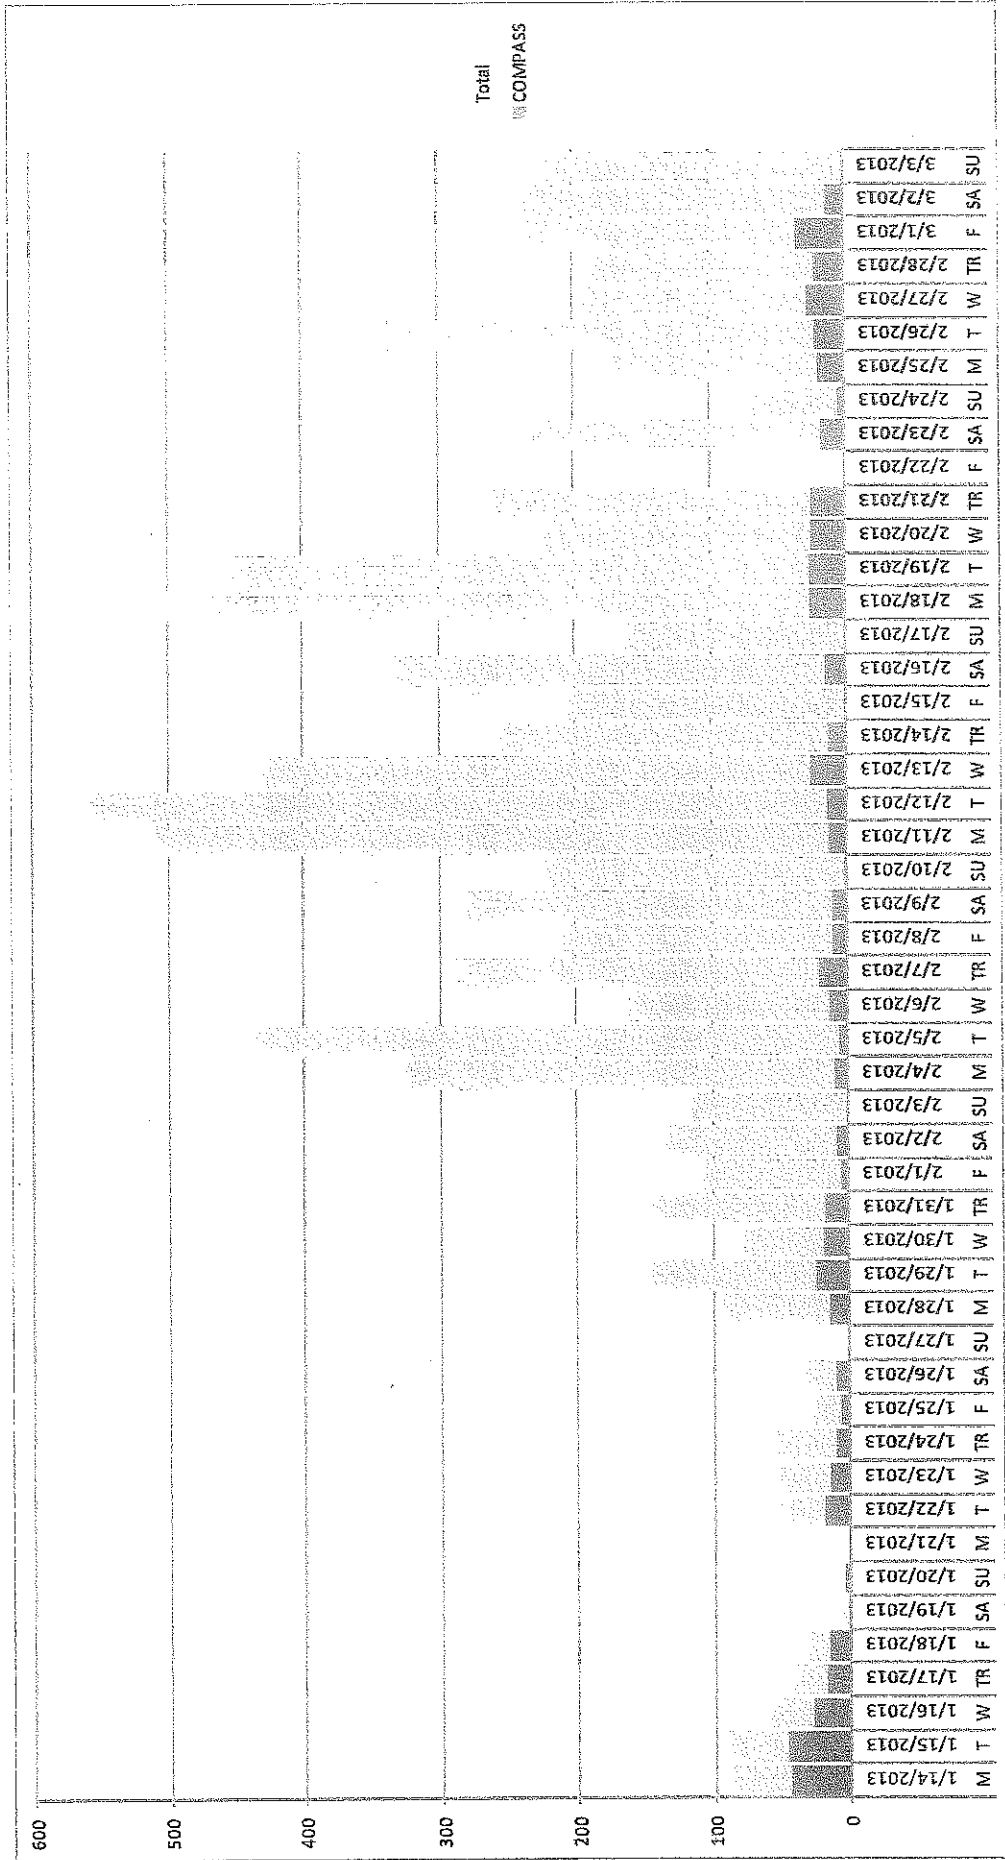 600
500
400
300
200
100
0
1/14/2013 M
1/15/2013 T
1/16/2013 W
1/17/2013 TR
1/18/2013 F
1/19/2013 SA
1/20/2013 SU
1/21/2013 M
1/22/2013 T
1/23/2013 W
1/24/2013 TR
1/25/2013 F
1/26/2013 SA
1/27/2013 SU
1/28/2013 M
1/29/2013 T
1/30/2013 W
1/31/2013 TR
2/1/2013 F
2/2/2013 SA
2/3/2013 SU
2/4/2013 M
2/5/2013 T
2/6/2013 W
2/7/2013 TR
2/8/2013 F
2/9/2013 SA
2/10/2013 SU
2/11/2013 M
2/12/2013 T
2/13/2013 W
2/14/2013 TR
2/15/2013 F
2/16/2013 SA
2/17/2013 SU
2/18/2013 M
2/19/2013 T
2/20/2013 W
2/21/2013 TR
2/22/2013 F
2/23/2013 SA
2/24/2013 SU
2/25/2013 M
2/26/2013 T
2/27/2013 W
2/28/2013 TR
3/1/2013 F
3/2/2013 SA
3/3/2013 SU
Total
COMPASS